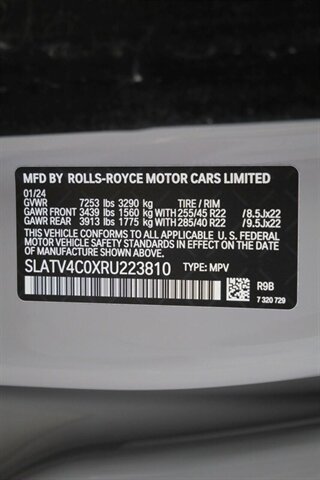 MFD BY ROLLS-ROYCE MOTOR CARS LIMITED
01/24
GVWR 7253 lbs 3290 kg TIRE / RIM
GAWR FRONT 3439 lbs 1560 kg WITH 255/45 R22 /8.5Jx22
GAWR REAR 3913 lbs 1775 kg WITH 285/40 R22 /9.5Jx22
THIS VEHICLE CONFORMS TO ALL APPLICABLE U.S. FEDERAL
MOTOR VEHICLE SAFETY STANDARDS IN EFFECT ON THE DATE
OF MANUFACTURE SHOWN ABOVE.
SLATV4C0XRU223810 TYPE: MPV
R9B
7 320 729